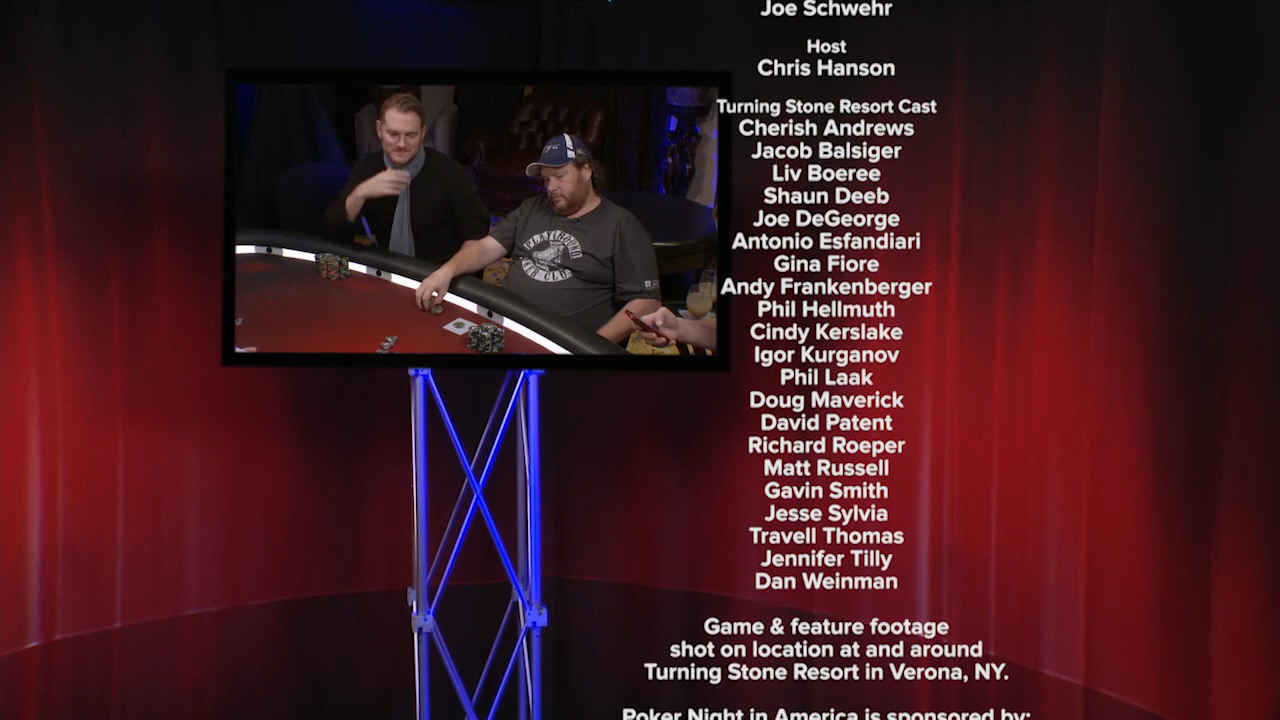 Joe Schwehr
Host
Chris Hanson
Turning Stone Resort Cast
Cherish Andrews
Jacob Balsiger
Liv Boeree
Shaun Deeb
Joe DeGeorge
Antonio Esfandiari
Gina Fiore
Andy Frankenberger
Phil Hellmuth
Cindy Kerslake
Igor Kurganov
Phil Laak
Doug Maverick
David Patent
Richard Roeper
Matt Russell
Gavin Smith
Jesse Sylvia
Travell Thomas
Jennifer Tilly
Dan Weinman
Game & feature footage
shot on location at and around
Turning Stone Resort in Verona, NY.
Poker Night in America is sponsored by:
PLAYGROUND
CLUB